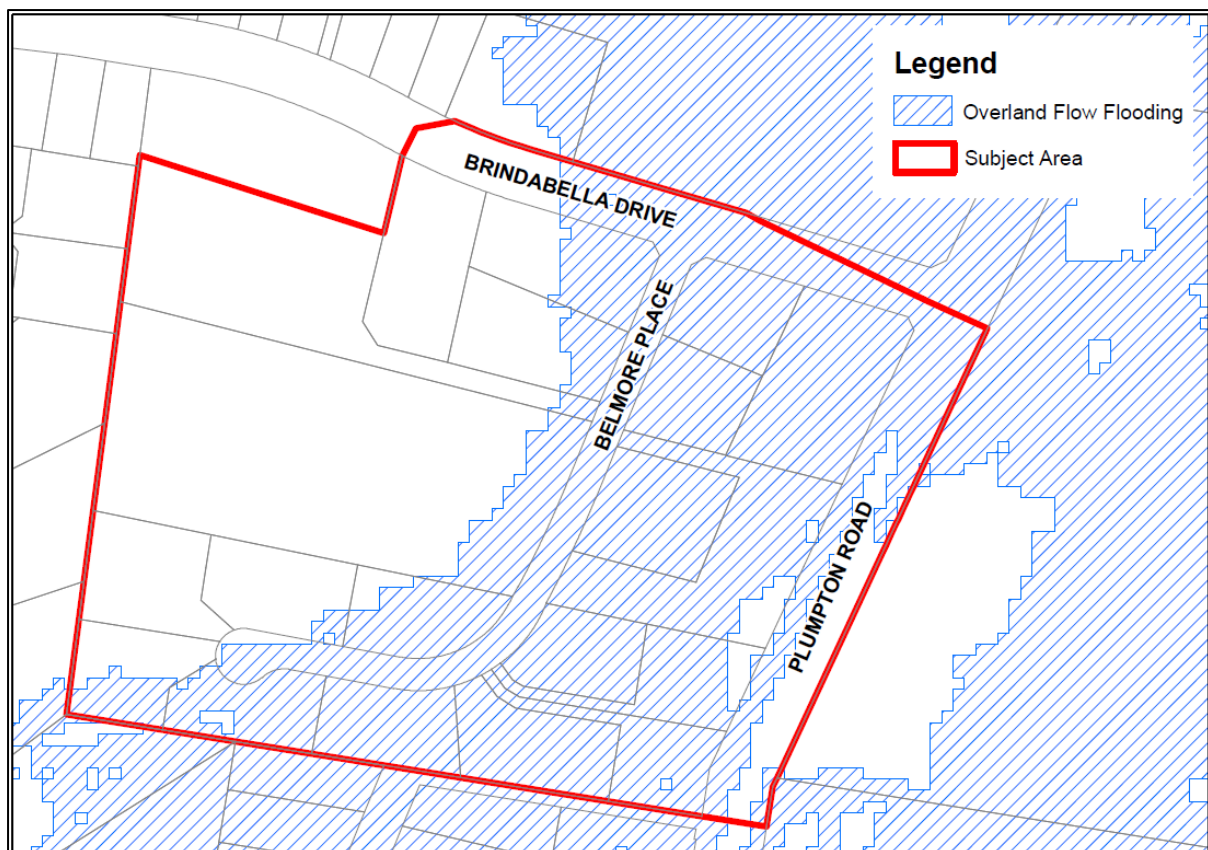 Legend
Overland Flow Flooding
Subject Area
BRINDABELLA DRIVE
BELMORE PLACE
PLUMPTON ROAD